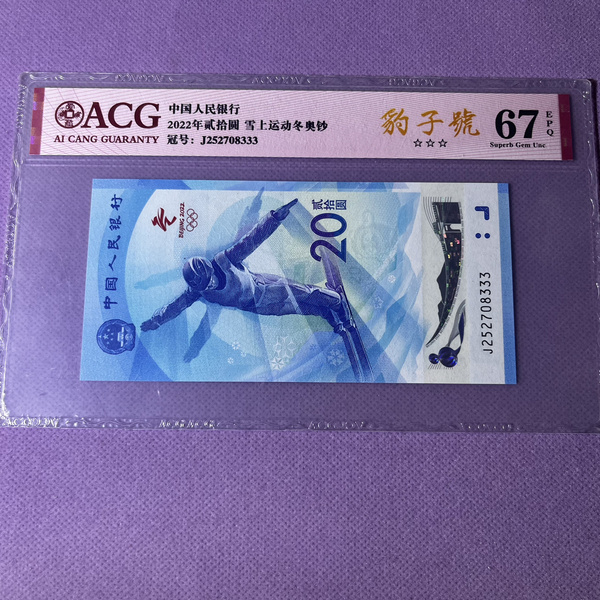 ACG
AI CANG GUARANTY
中国人民银行
2022年贰拾圆 雪上运动冬奥钞
冠号：J252708333
豹子號
☆☆☆
67
EPQ
Superb Gem Unc
中国人民银行
BEIJING 2022
贰拾圆
20
J252708333